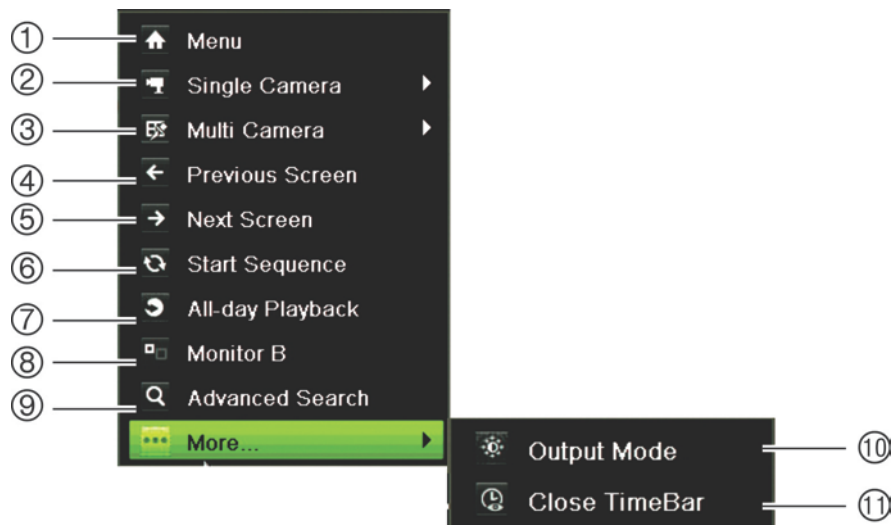 ① Menu
② Single Camera
③ Multi Camera
④ Previous Screen
⑤ Next Screen
⑥ Start Sequence
⑦ All-day Playback
⑧ Monitor B
⑨ Advanced Search
More...
Output Mode ⑩
Close TimeBar ⑪